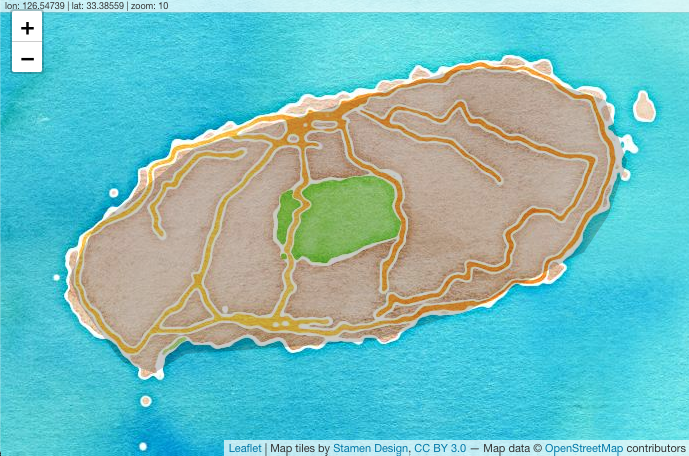 lon: 126.54739 | lat: 33.38559 | zoom: 10
+
−
Leaflet | Map tiles by Stamen Design, CC BY 3.0 — Map data © OpenStreetMap contributors